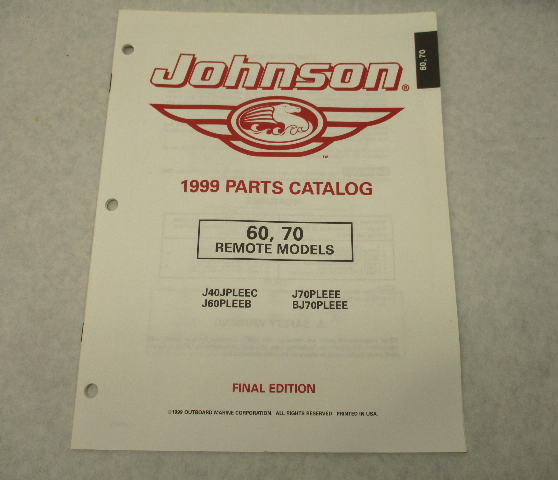 60, 70
Johnson®
™
1999 PARTS CATALOG
60, 70
REMOTE MODELS
J40JPLEEC J70PLEEE
J60PLEEB BJ70PLEEE
FINAL EDITION
©1999 OUTBOARD MARINE CORPORATION. ALL RIGHTS RESERVED. PRINTED IN USA.